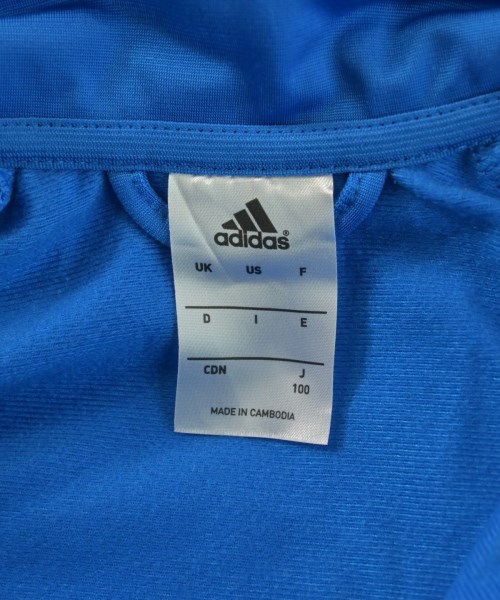 adidas®
UK US F
D I E
CDN J
100
MADE IN CAMBODIA